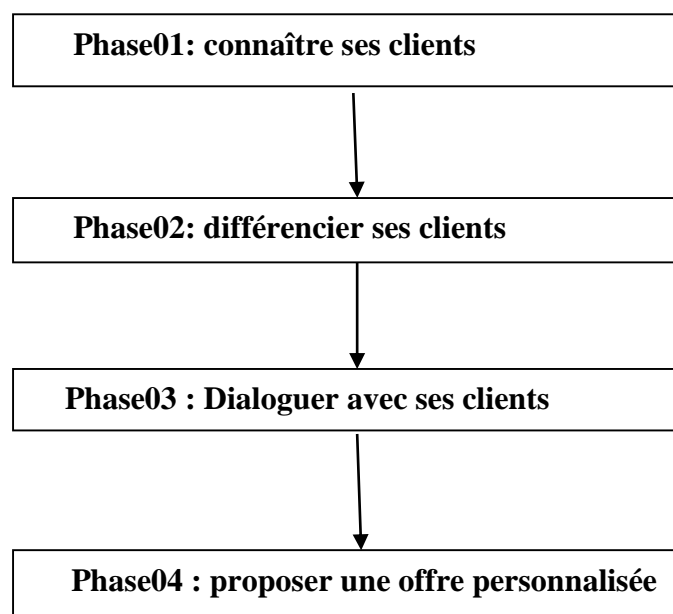 Phase01: connaître ses clients
Phase02: différencier ses clients
Phase03 : Dialoguer avec ses clients
Phase04 : proposer une offre personnalisée